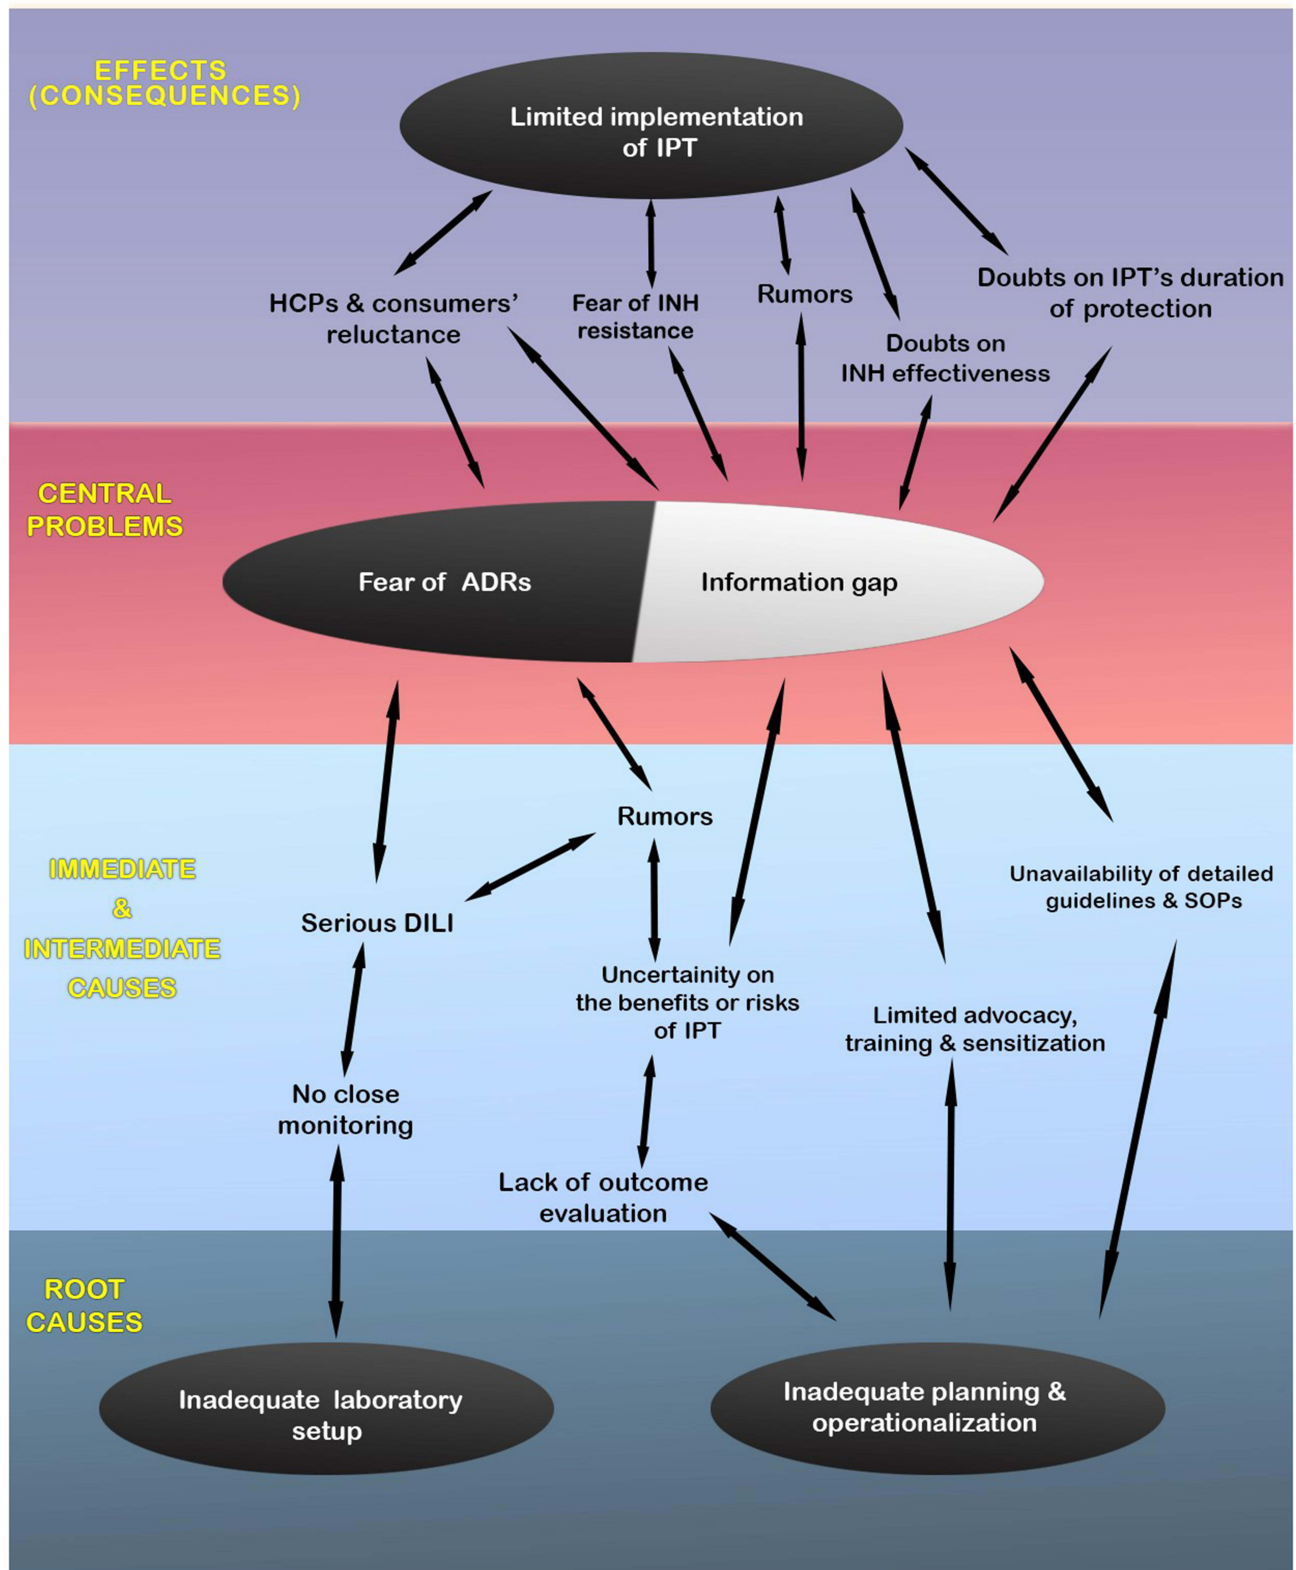 EFFECTS
(CONSEQUENCES)
Limited implementation
of IPT
HCPs & consumers’
reluctance
Fear of INH
resistance
Rumors
Doubts on
INH effectiveness
Doubts on IPT’s duration
of protection
CENTRAL
PROBLEMS
Fear of ADRs
Information gap
IMMEDIATE
&
INTERMEDIATE
CAUSES
Rumors
Serious DILI
Unavailability of detailed
guidelines & SOPs
Uncertainity on
the benefits or risks
of IPT
Limited advocacy,
training & sensitization
No close
monitoring
Lack of outcome
evaluation
ROOT
CAUSES
Inadequate laboratory
setup
Inadequate planning &
operationalization